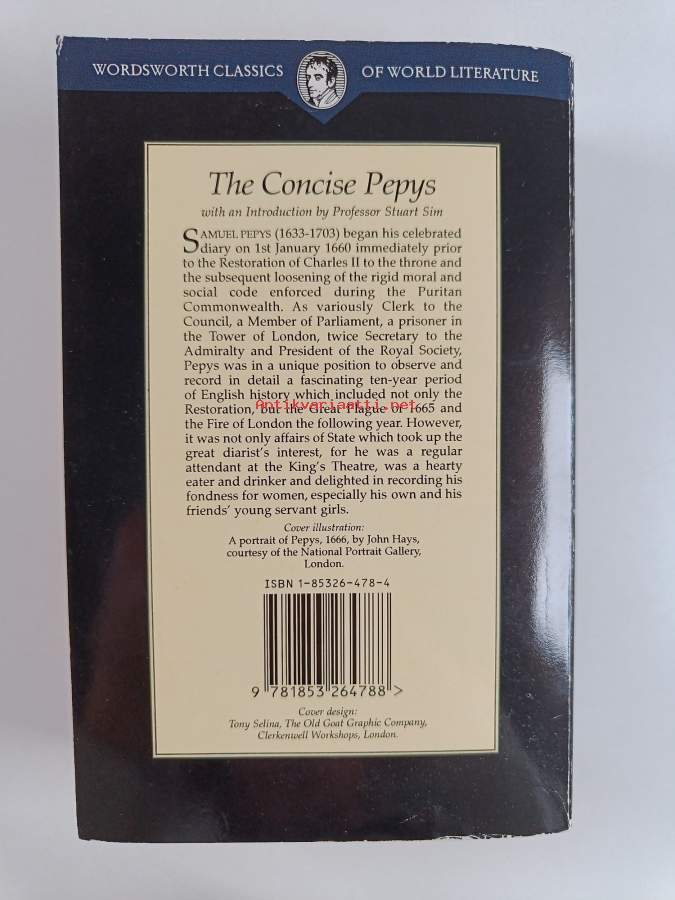 WORDSWORTH CLASSICS OF WORLD LITERATURE
The Concise Pepys
with an Introduction by Professor Stuart Sim
SAMUEL PEPYS (1633-1703) began his celebrated
diary on 1st January 1660 immediately prior
to the Restoration of Charles II to the throne and
the subsequent loosening of the rigid moral and
social code enforced during the Puritan
Commonwealth. As variously Clerk to the
Council, a Member of Parliament, a prisoner in
the Tower of London, twice Secretary to the
Admiralty and President of the Royal Society,
Pepys was in a unique position to observe and
record in detail a fascinating ten-year period
of English history which included not only the
Restoration, but the Great Plague of 1665 and
Antikvariaatti.net
the Fire of London the following year. However,
it was not only affairs of State which took up the
great diarist's interest, for he was a regular
attendant at the King's Theatre, was a hearty
eater and drinker and delighted in recording his
fondness for women, especially his own and his
friends' young servant girls.
Cover illustration:
A portrait of Pepys, 1666, by John Hays,
courtesy of the National Portrait Gallery,
London.
ISBN 1-85326-478-4
9 781853 264788 >
Cover design:
Tony Selina, The Old Goat Graphic Company,
Clerkenwell Workshops, London.